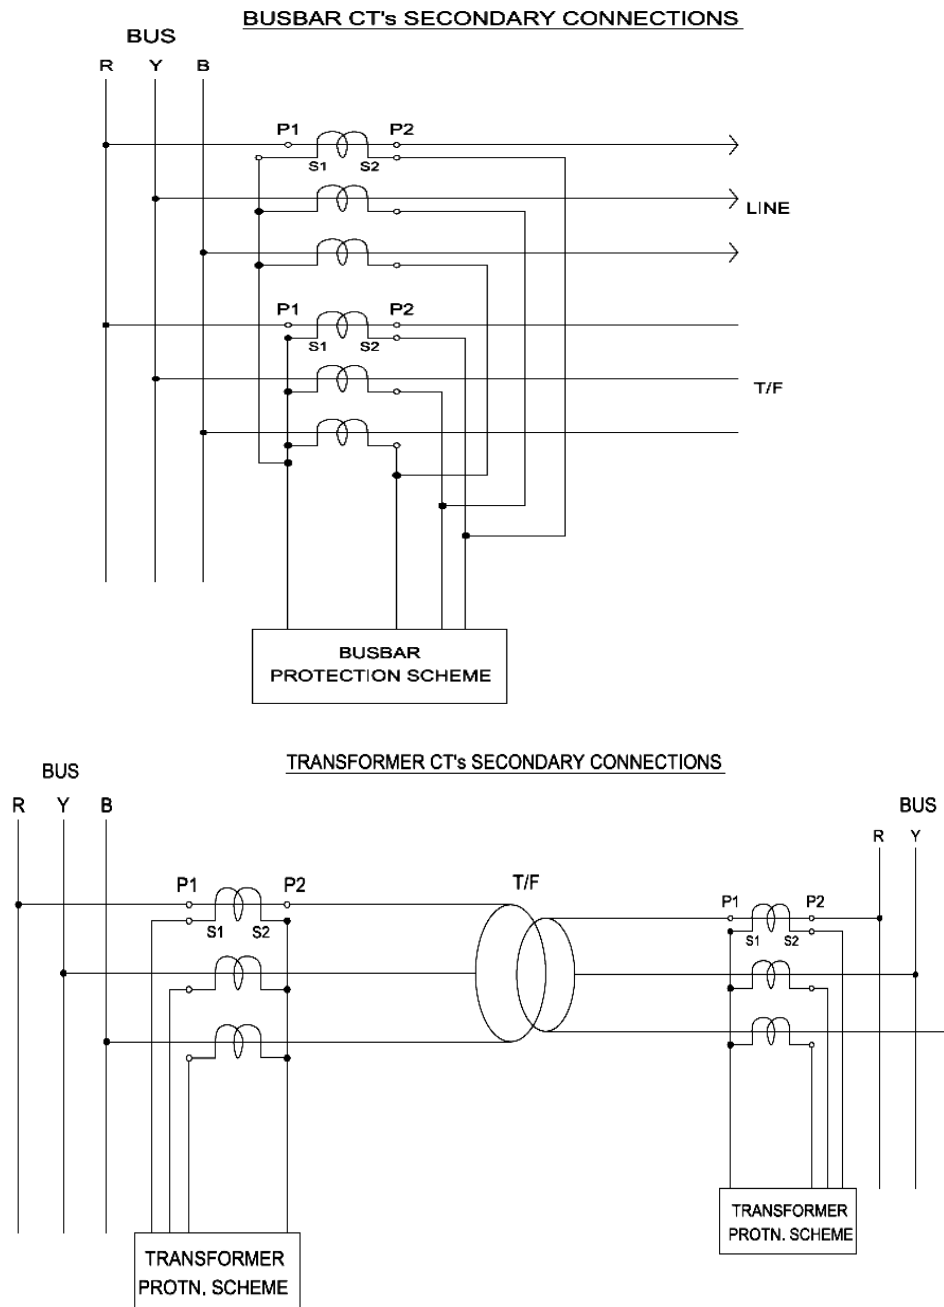 BUSBAR CT's SECONDARY CONNECTIONS
BUS
R Y B
P1 P2
S1 S2
LINE
P1 P2
S1 S2
T/F
BUSBAR
PROTECTION SCHEME
TRANSFORMER CT's SECONDARY CONNECTIONS
BUS
R Y B
BUS
R Y
P1 P2
S1 S2
T/F
P1 P2
S1 S2
TRANSFORMER
PROTN. SCHEME
TRANSFORMER
PROTN. SCHEME